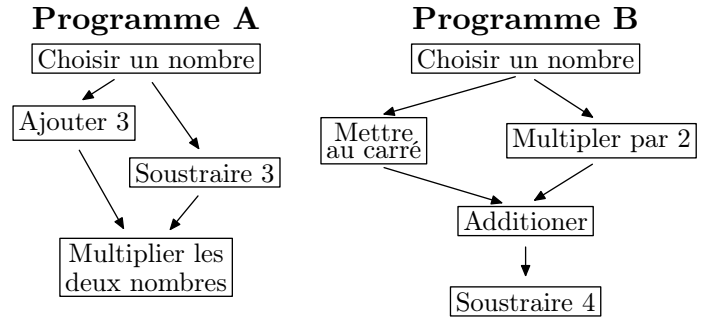 Programme A
Choisir un nombre
Ajouter 3
Soustraire 3
Multiplier les
deux nombres
Programme B
Choisir un nombre
Mettre
au carré
Multipler par 2
Additioner
Soustraire 4